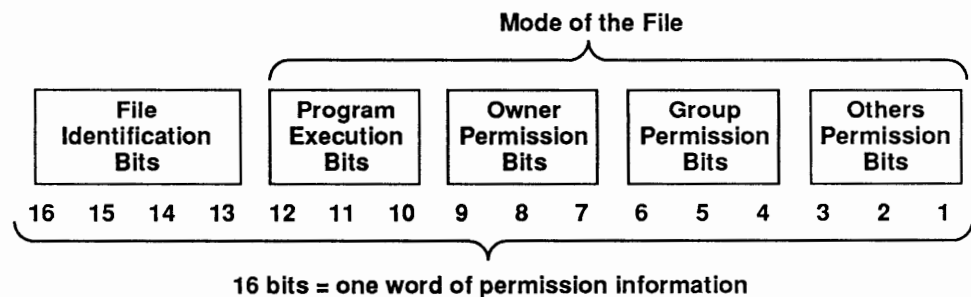 Mode of the File
File Identification Bits
Program Execution Bits
Owner Permission Bits
Group Permission Bits
Others Permission Bits
16 15 14 13 12 11 10 9 8 7 6 5 4 3 2 1
16 bits = one word of permission information